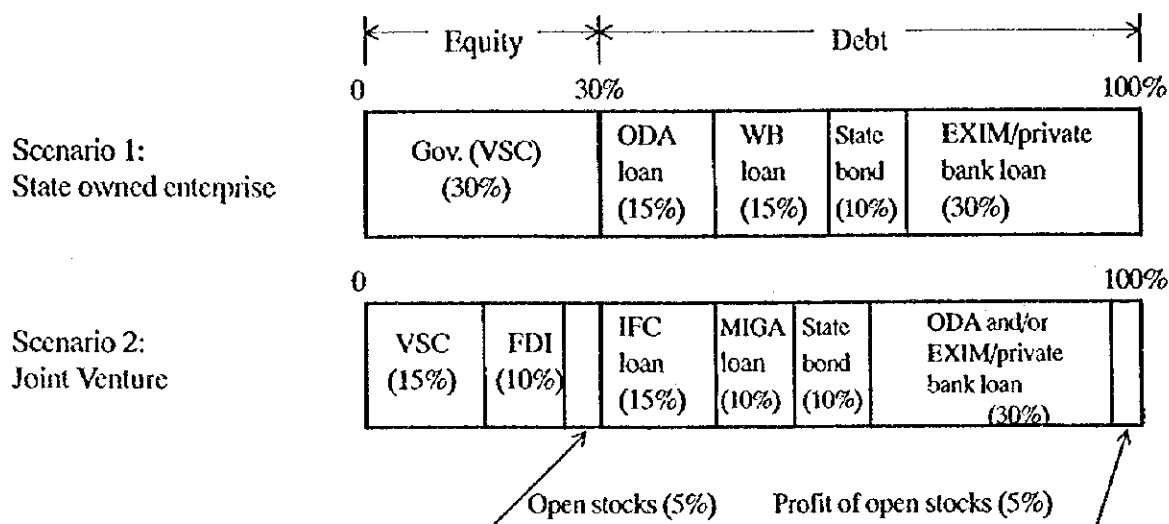 Equity
Debt
0
30%
100%
Scenario 1:
State owned enterprise
Gov. (VSC)
(30%)
ODA
loan
(15%)
WB
loan
(15%)
State
bond
(10%)
EXIM/private
bank loan
(30%)
0
100%
Scenario 2:
Joint Venture
VSC
(15%)
FDI
(10%)
IFC
loan
(15%)
MIGA
loan
(10%)
State
bond
(10%)
ODA and/or
EXIM/private
bank loan
(30%)
Open stocks (5%)
Profit of open stocks (5%)